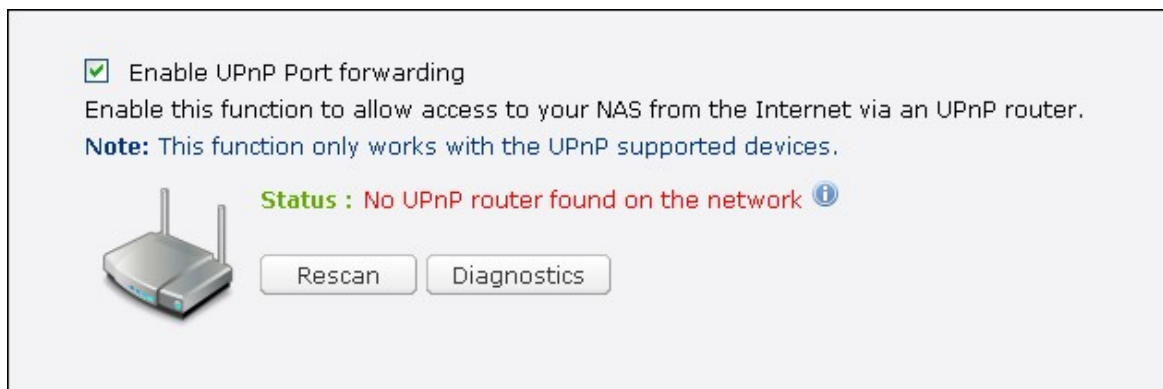 Enable UPnP Port forwarding
Enable this function to allow access to your NAS from the Internet via an UPnP router.
Note: This function only works with the UPnP supported devices.
Status : No UPnP router found on the network
Rescan Diagnostics